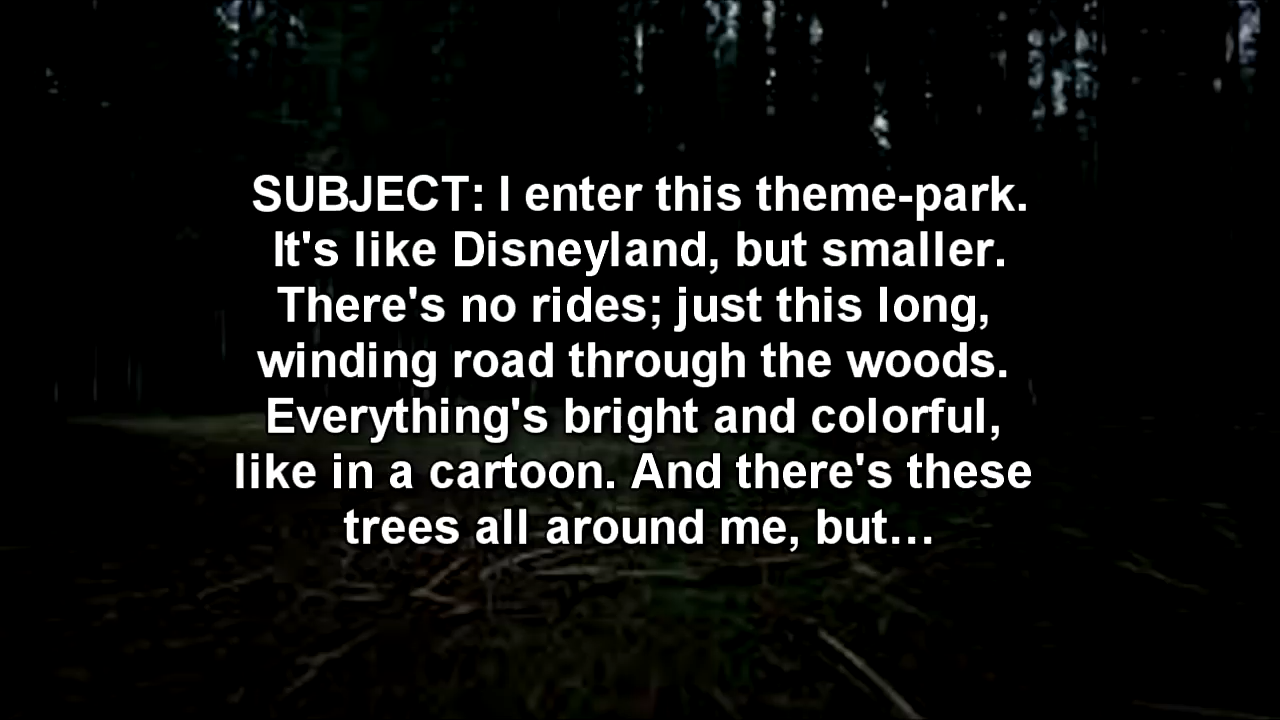 SUBJECT: I enter this theme-park.
It's like Disneyland, but smaller.
There's no rides; just this long,
winding road through the woods.
Everything's bright and colorful,
like in a cartoon. And there's these
trees all around me, but…